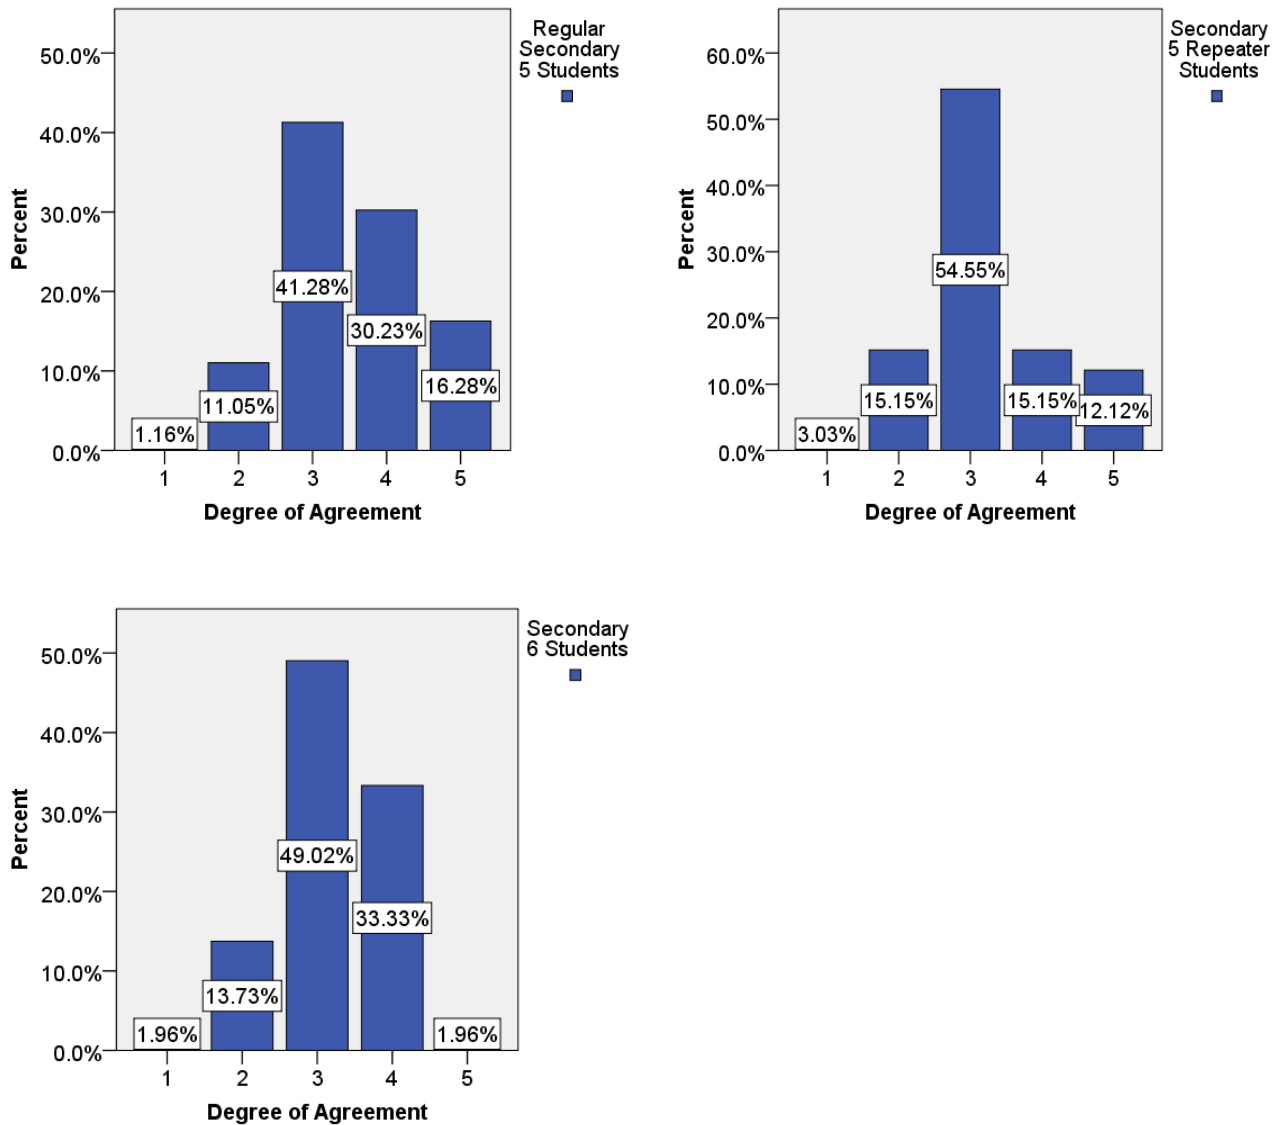 Regular
Secondary
5 Students
Percent
50.0%
40.0%
30.0%
20.0%
10.0%
0.0%
1.16%
11.05%
41.28%
30.23%
16.28%
1 2 3 4 5
Degree of Agreement
Secondary
5 Repeater
Students
Percent
60.0%
50.0%
40.0%
30.0%
20.0%
10.0%
0.0%
3.03%
15.15%
54.55%
15.15%
12.12%
1 2 3 4 5
Degree of Agreement
Secondary
6 Students
Percent
50.0%
40.0%
30.0%
20.0%
10.0%
0.0%
1.96%
13.73%
49.02%
33.33%
1.96%
1 2 3 4 5
Degree of Agreement